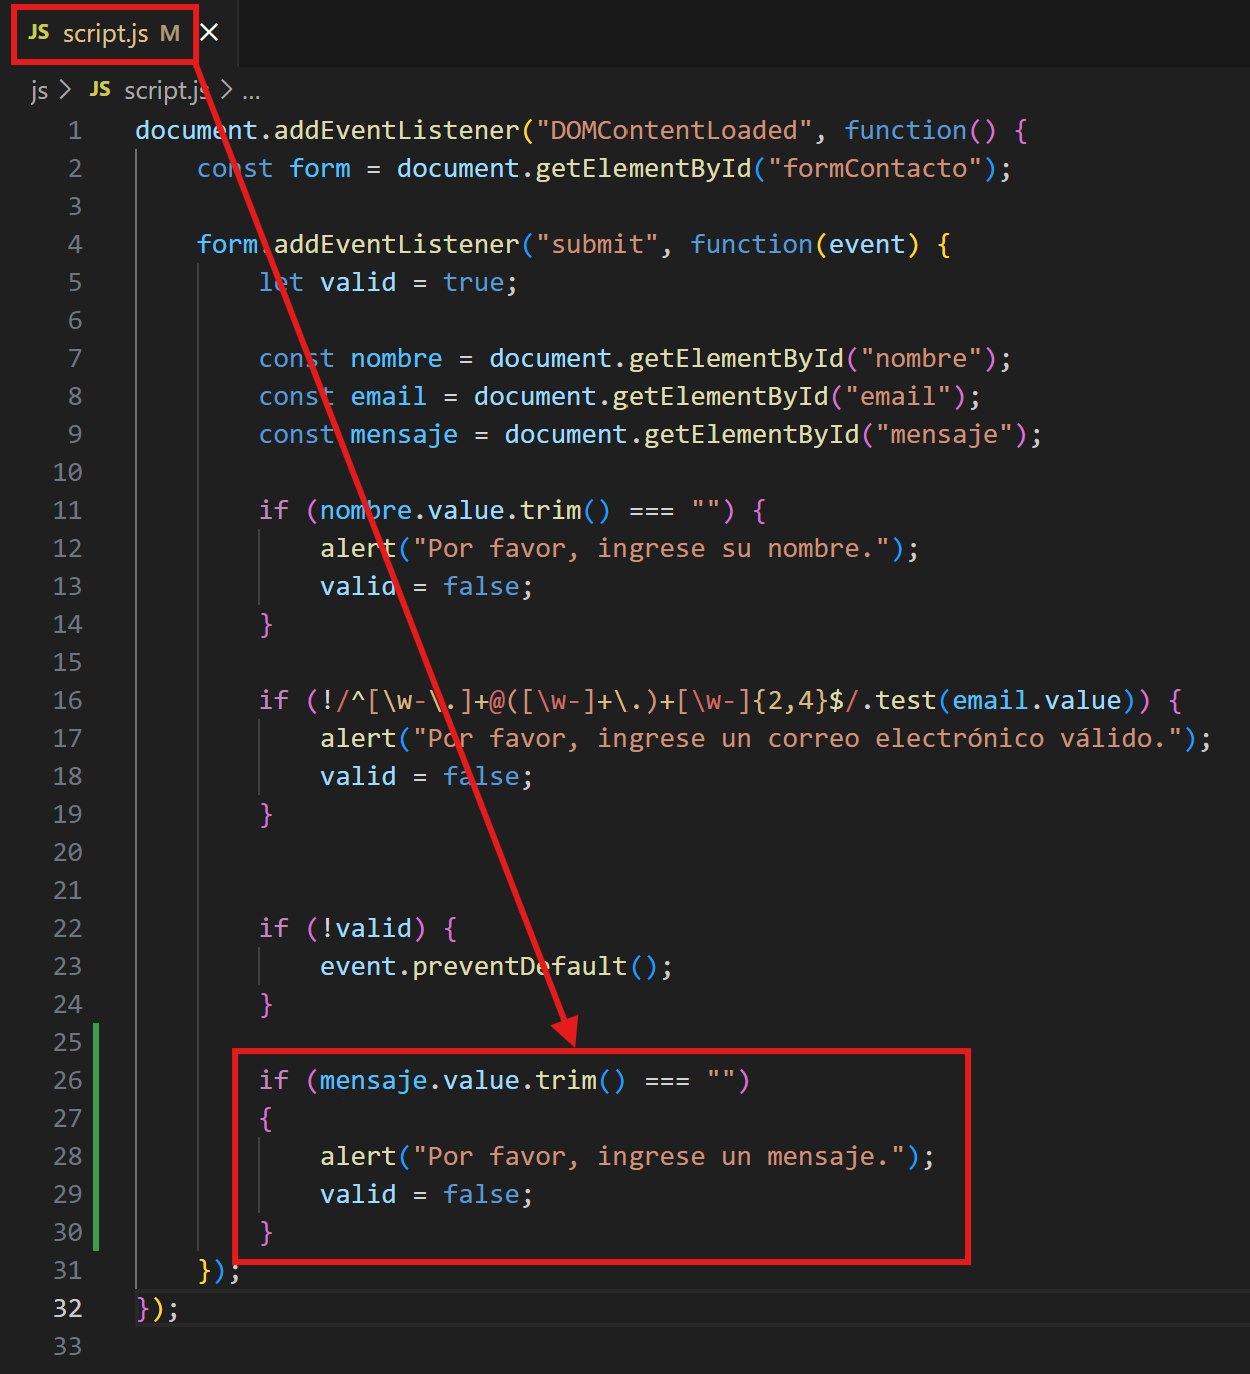 JS script.js M ×
js > JS script.js > ...
1 document.addEventListener("DOMContentLoaded", function() {
2 const form = document.getElementById("formContacto");
3
4 form.addEventListener("submit", function(event) {
5 let valid = true;
6
7 const nombre = document.getElementById("nombre");
8 const email = document.getElementById("email");
9 const mensaje = document.getElementById("mensaje");
10
11 if (nombre.value.trim() === "") {
12 alert("Por favor, ingrese su nombre.");
13 valid = false;
14 }
15
16 if (!/^[\w-\.]+@([\w-]+\.)+[\w-]{2,4}$/.test(email.value)) {
17 alert("Por favor, ingrese un correo electrónico válido.");
18 valid = false;
19 }
20
21
22 if (!valid) {
23 event.preventDefault();
24 }
25
26 if (mensaje.value.trim() === "")
27 {
28 alert("Por favor, ingrese un mensaje.");
29 valid = false;
30 }
31 });
32 });
33